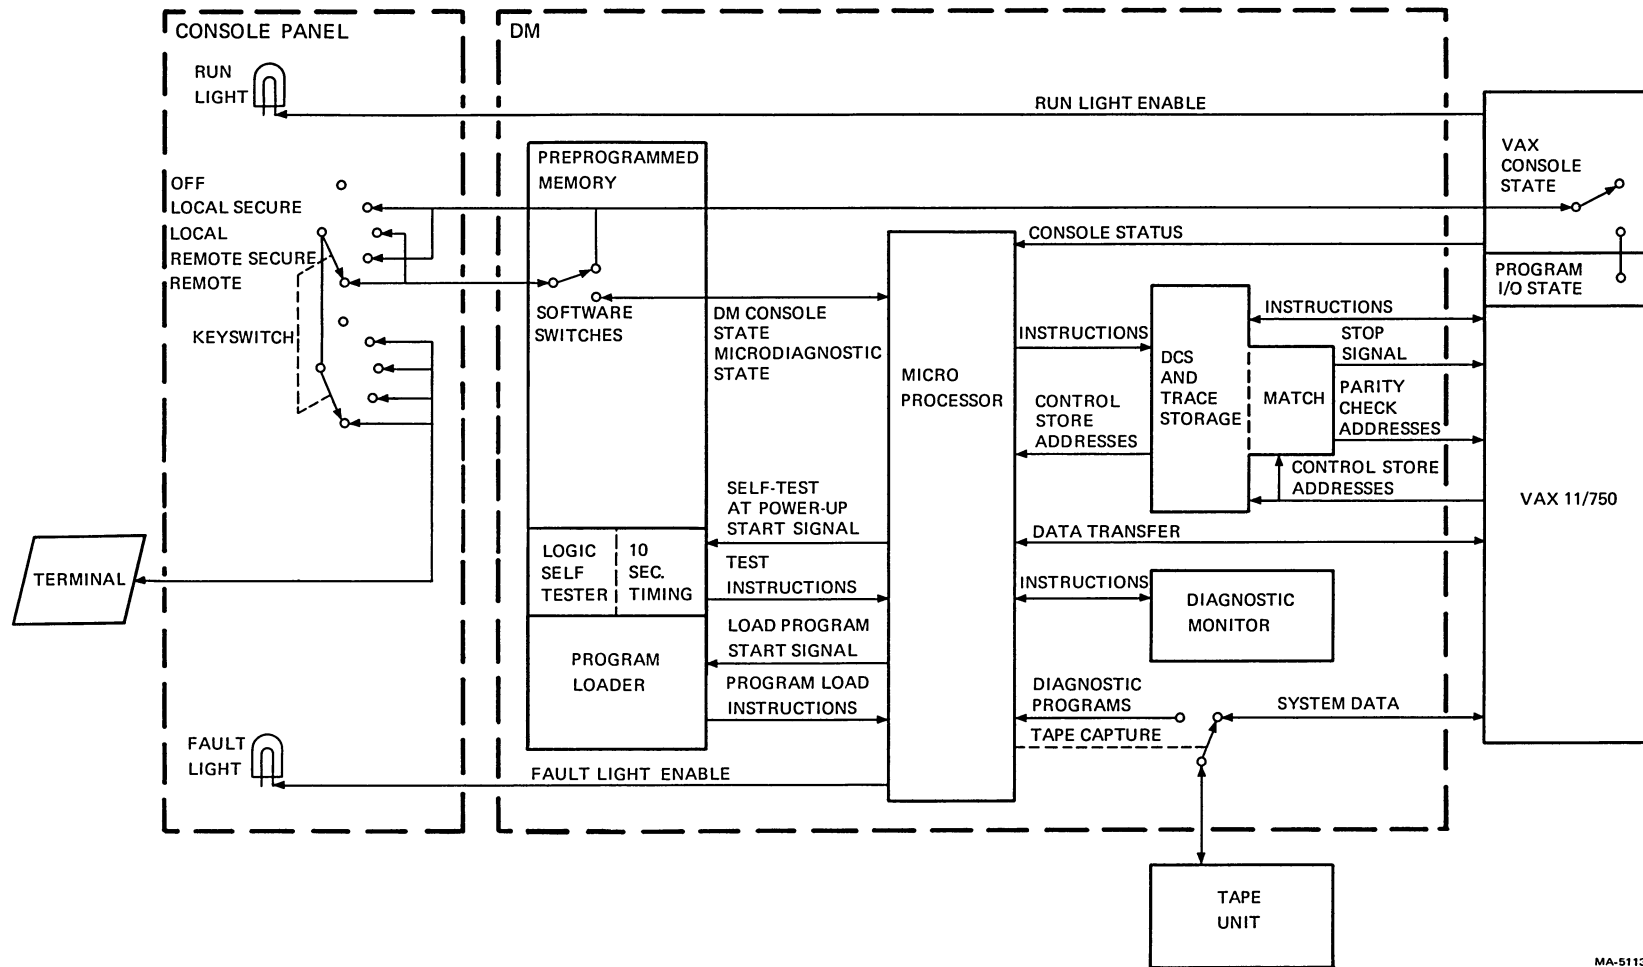 CONSOLE PANEL
DM
RUN
LIGHT
RUN LIGHT ENABLE
PREPROGRAMMED
MEMORY
VAX
CONSOLE
STATE
OFF
LOCAL SECURE
LOCAL
REMOTE SECURE
REMOTE
KEYSWITCH
SOFTWARE
SWITCHES
CONSOLE STATUS
PROGRAM
I/O STATE
DM CONSOLE
STATE
MICRODIAGNOSTIC
STATE
MICRO
PROCESSOR
INSTRUCTIONS
DCS
AND
TRACE
STORAGE
MATCH
INSTRUCTIONS
STOP
SIGNAL
PARITY
CHECK
ADDRESSES
CONTROL
STORE
ADDRESSES
CONTROL STORE
ADDRESSES
VAX 11/750
SELF-TEST
AT POWER-UP
START SIGNAL
DATA TRANSFER
TERMINAL
LOGIC
SELF
TESTER
10
SEC.
TIMING
TEST
INSTRUCTIONS
INSTRUCTIONS
DIAGNOSTIC
MONITOR
LOAD PROGRAM
START SIGNAL
PROGRAM
LOADER
PROGRAM LOAD
INSTRUCTIONS
DIAGNOSTIC
PROGRAMS
SYSTEM DATA
TAPE CAPTURE
FAULT
LIGHT
FAULT LIGHT ENABLE
TAPE
UNIT
MA-5113